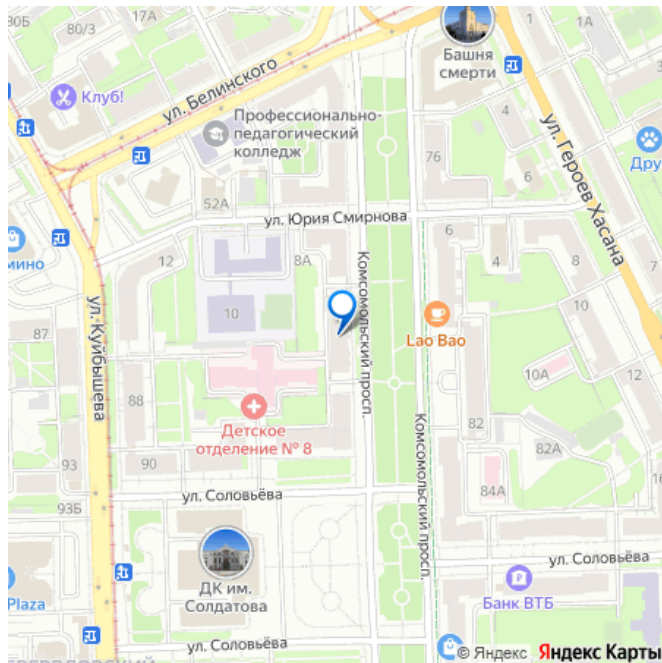 80Б
80/3
Клуб!
ул. Белинского
Башня
смерти
1
Профессионально-
педагогический
колледж
4
76
6
ул. Героев Хасана
Дру
52А
ул. Юрия Смирнова
мино
12
8А
6
4
8
10
Комсомольский просп.
10
87
ул. Куйбышева
Lao Bao
10А
12
88
Детское
отделение № 8
Комсомольский просп.
82
82А
93
90
84А
93Б
ул. Соловьёва
ул. Соловьёва
ДК им.
Солдатова
Банк ВТБ
Plaza
ул. Соловьёва
© Яндекс Яндекс Карты